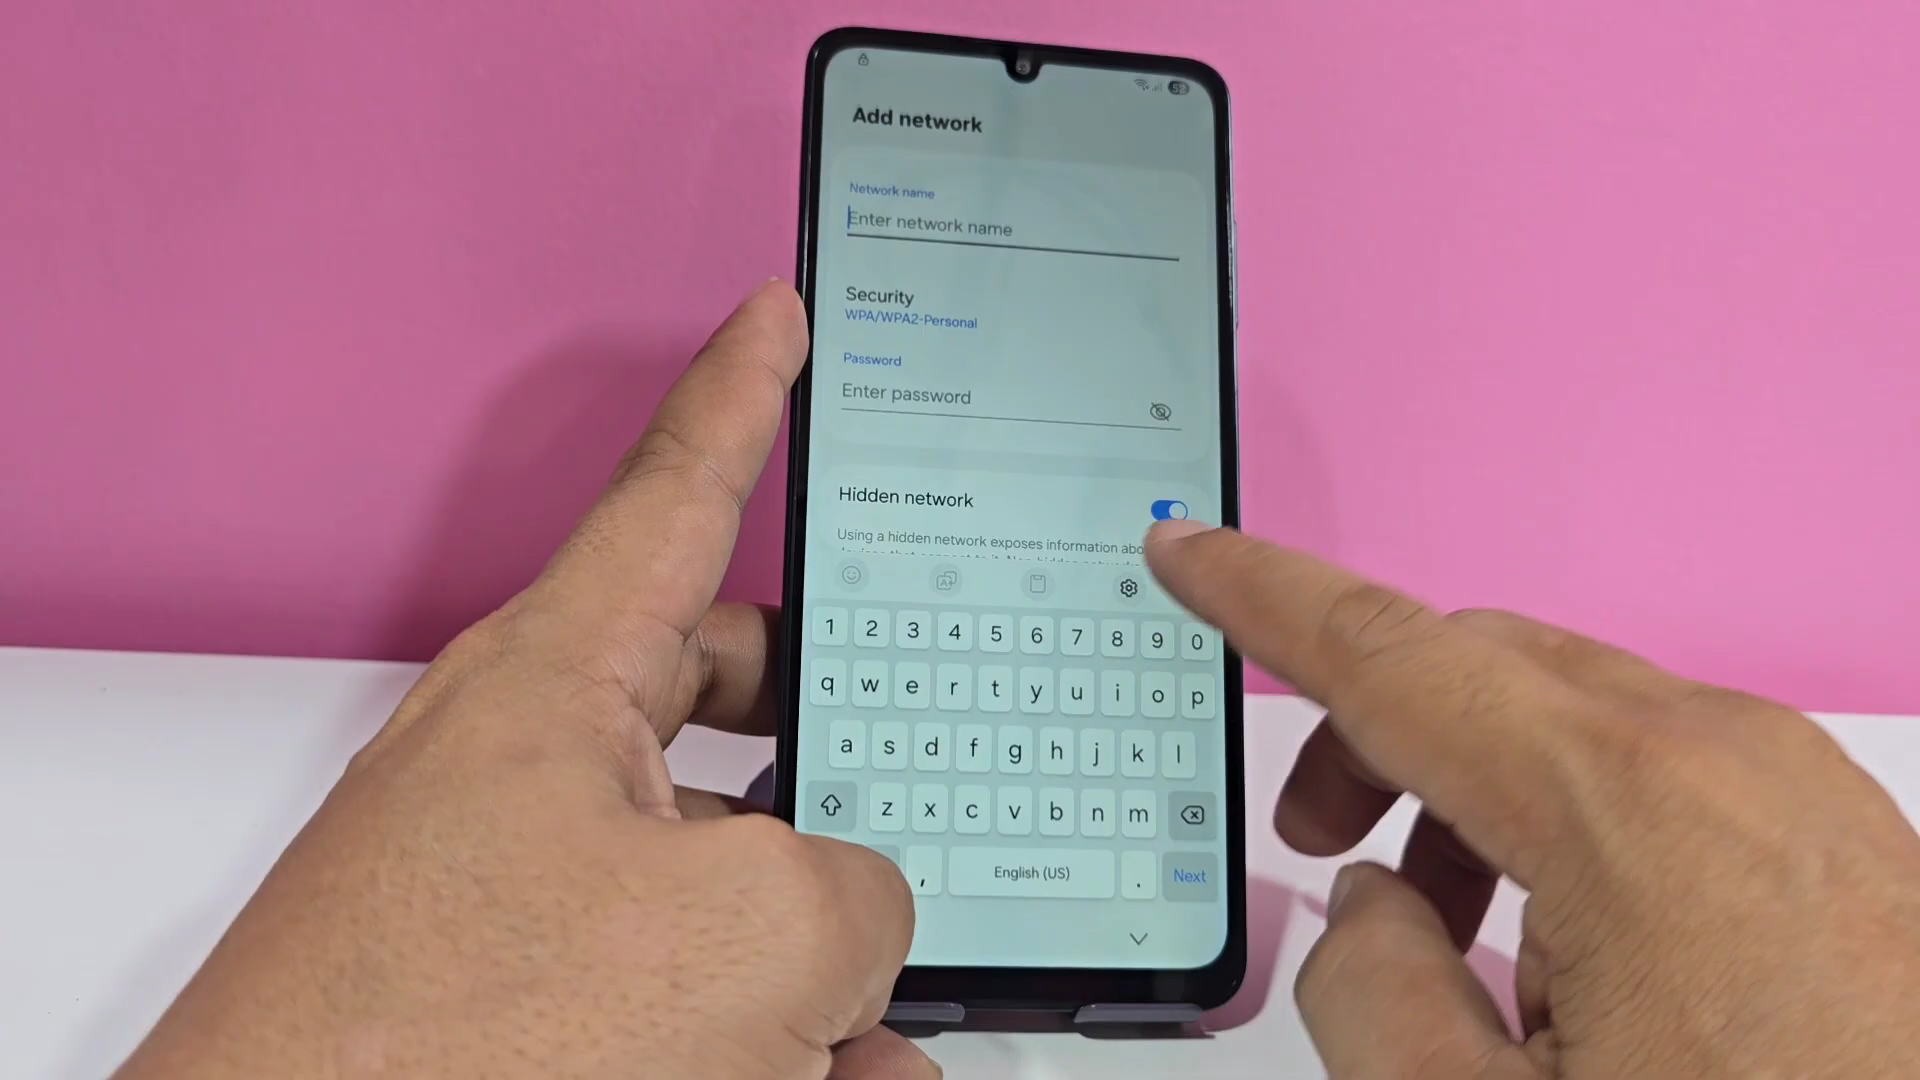 52
Add network
Network name
Enter network name
Security
WPA/WPA2-Personal
Password
Enter password
Hidden network
Using a hidden network exposes information
1 2 3 4 5 6 7 8 9 0
q w e r t y u i o p
a s d f g h j k l
z x c v b n m
, English (US) . Next